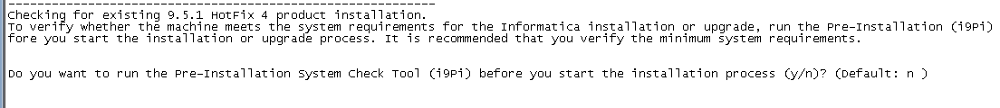 --------------------------------------------------------------------
Checking for existing 9.5.1 HotFix 4 product installation.
To verify whether the machine meets the system requirements for the Informatica installation or upgrade, run the Pre-Installation (i9Pi)
fore you start the installation or upgrade process. It is recommended that you verify the minimum system requirements.
Do you want to run the Pre-Installation System Check Tool (i9Pi) before you start the installation process (y/n)? (Default: n )